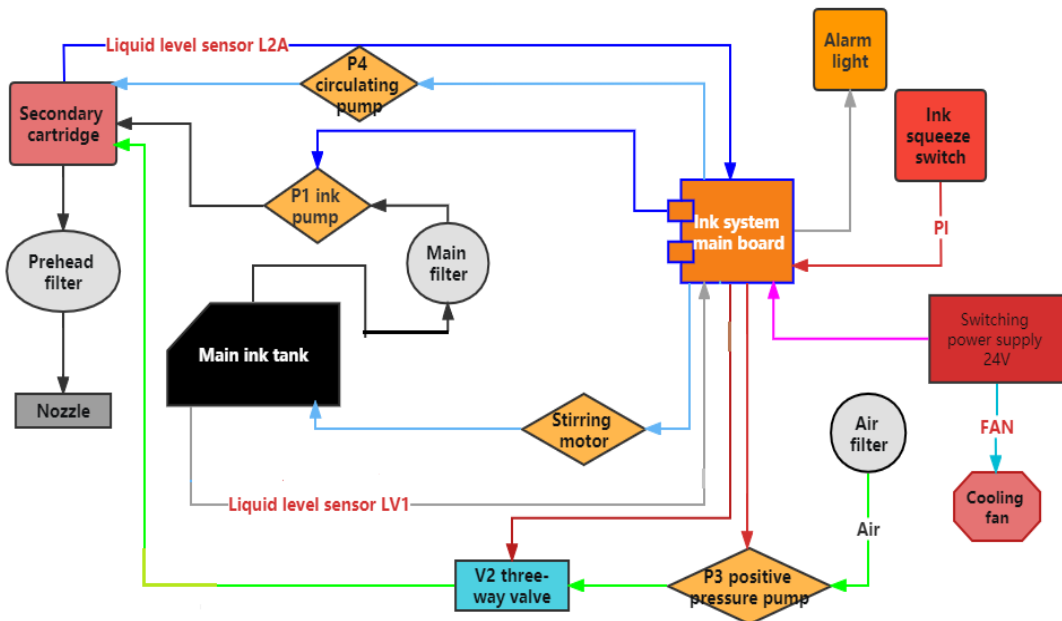 Liquid level sensor L2A
P4
circulating
pump
Alarm
light
Secondary
cartridge
Ink
squeeze
switch
P1 ink
pump
Ink system
main board
PI
Prehead
filter
Main
filter
Main ink tank
Switching
power supply
24V
Nozzle
Stirring
motor
Air
filter
FAN
Liquid level sensor LV1
Cooling
fan
Air
V2 three-
way valve
P3 positive
pressure pump